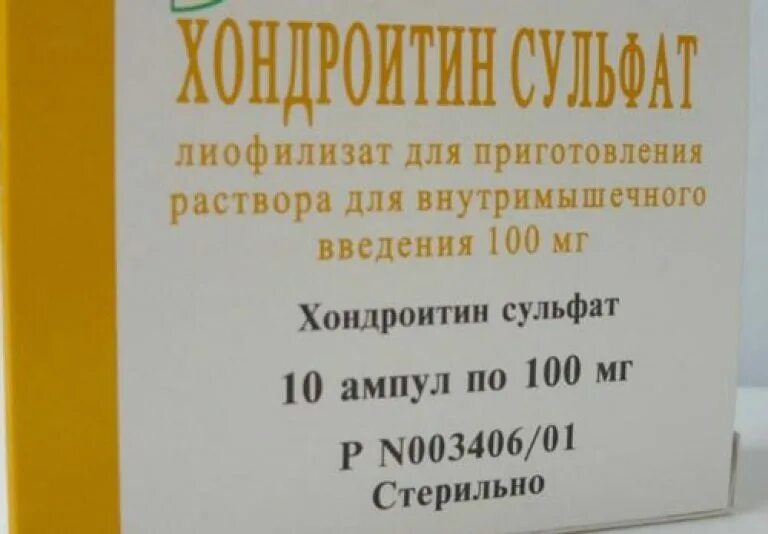 ХОНДРОИТИН СУЛЬФАТ
лиофилизат для приготовления
раствора для внутримышечного
введения 100 мг
Хондроитин сульфат
10 ампул по 100 мг
Р N003406/01
Стерильно